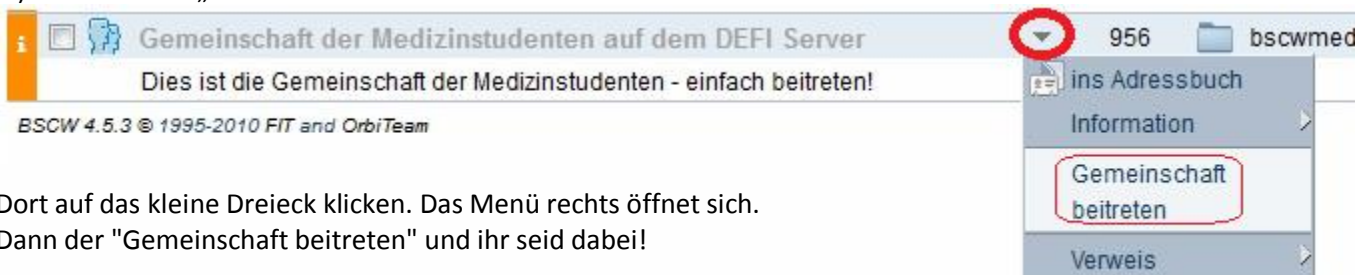 Gemeinschaft der Medizinstudenten auf dem DEFI Server 956 bscwmed
Dies ist die Gemeinschaft der Medizinstudenten - einfach beitreten!
BSCW 4.5.3 © 1995-2010 FIT and OrbiTeam
ins Adressbuch
Information
Gemeinschaft
beitreten
Verweis
Dort auf das kleine Dreieck klicken. Das Menü rechts öffnet sich.
Dann der "Gemeinschaft beitreten" und ihr seid dabei!